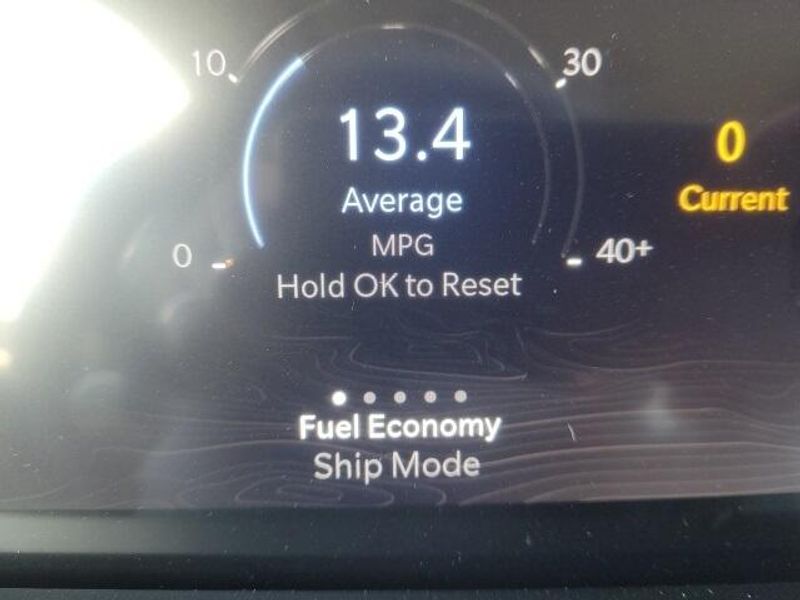 10
30
13.4
0
Average
Current
MPG
0
40+
Hold OK to Reset
Fuel Economy
Ship Mode